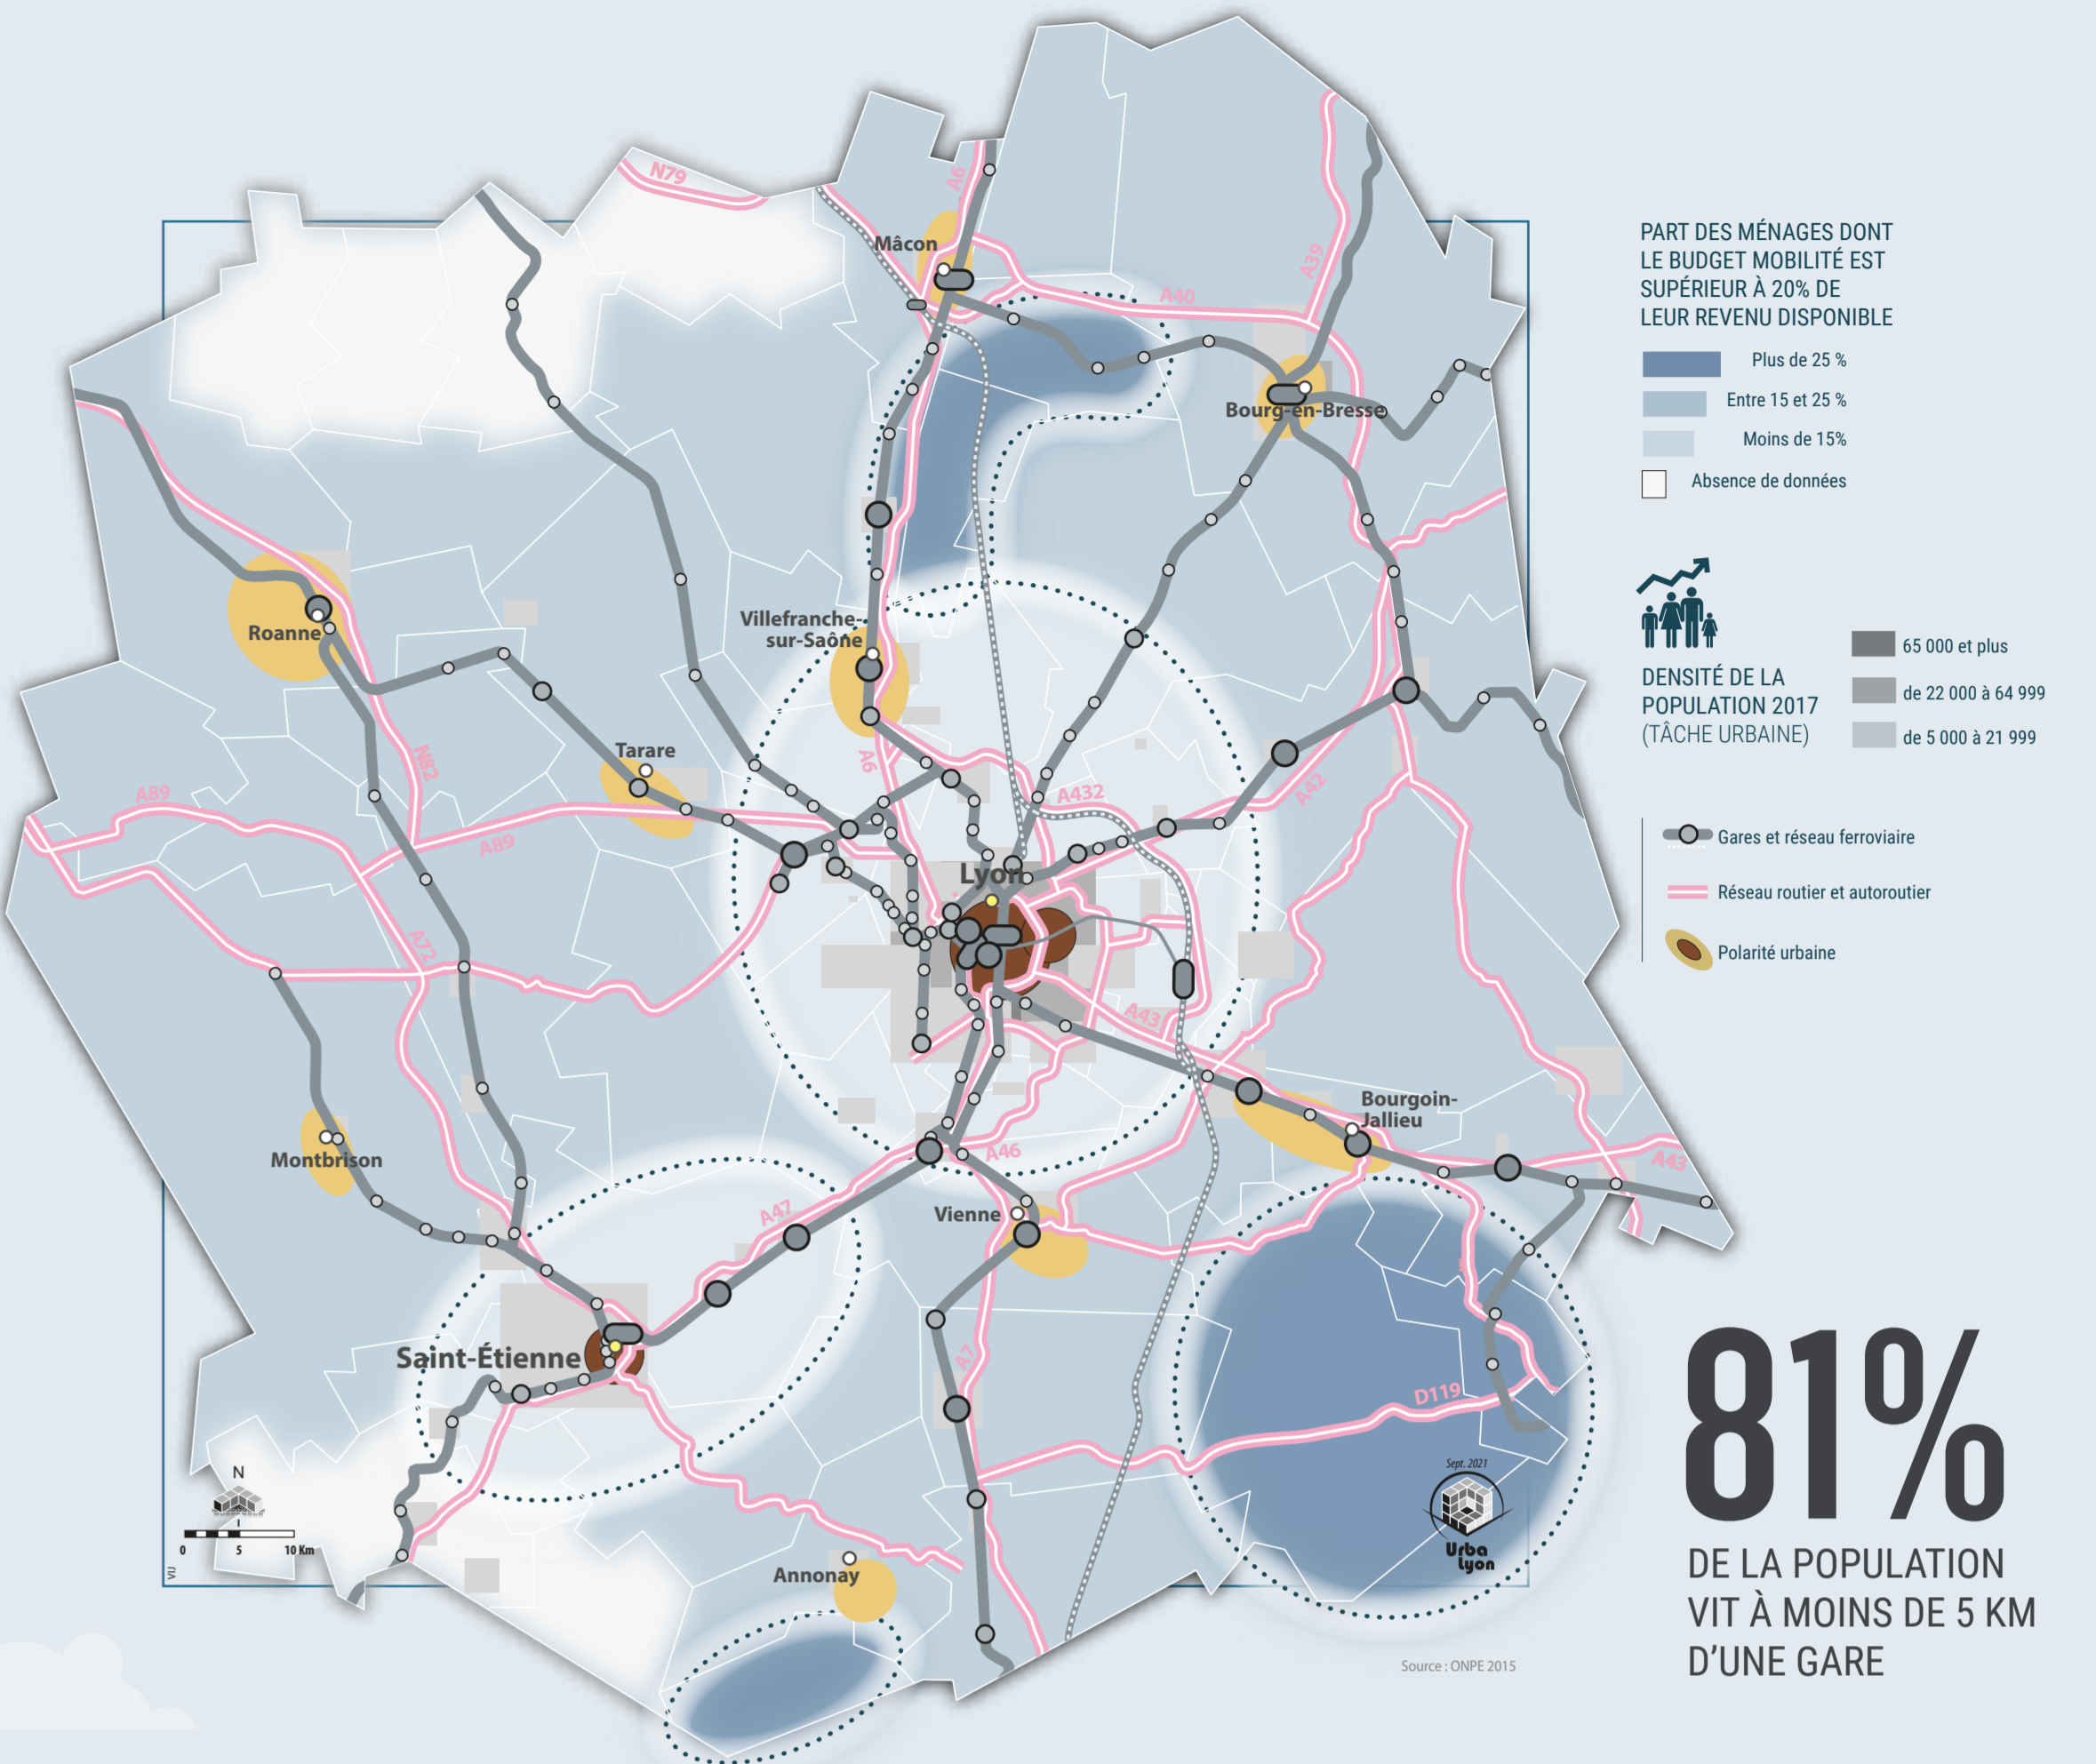 N79
A6
Mâcon
A39
A40
Bourg-en-Bresse
Roanne
Villefranche-
sur-Saône
Tarare
N82
A6
A89
A89
A432
A42
Lyon
A72
A43
Bourgoin-
Jallieu
Montbrison
A46
A43
A47
Vienne
Saint-Étienne
A7
D119
N
0 5 10 Km
VU
Annonay
Sept. 2021
Urba
Lyon
Source : ONPE 2015
PART DES MÉNAGES DONT
LE BUDGET MOBILITÉ EST
SUPÉRIEUR À 20% DE
LEUR REVENU DISPONIBLE
Plus de 25 %
Entre 15 et 25 %
Moins de 15%
Absence de données
DENSITÉ DE LA
POPULATION 2017
(TÂCHE URBAINE)
65 000 et plus
de 22 000 à 64 999
de 5 000 à 21 999
Gares et réseau ferroviaire
Réseau routier et autoroutier
Polarité urbaine
81%
DE LA POPULATION
VIT À MOINS DE 5 KM
D'UNE GARE